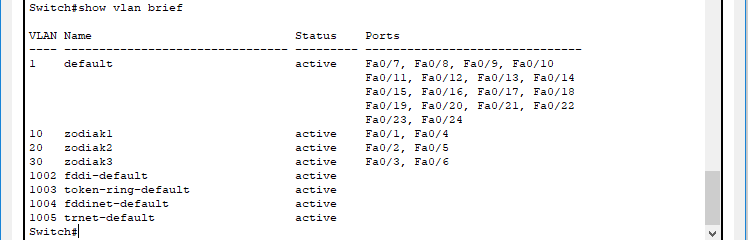 Switch#show vlan brief
VLAN Name                             Status    Ports
---- -------------------------------- --------- -------------------------------
1    default                          active    Fa0/7, Fa0/8, Fa0/9, Fa0/10
                                                Fa0/11, Fa0/12, Fa0/13, Fa0/14
                                                Fa0/15, Fa0/16, Fa0/17, Fa0/18
                                                Fa0/19, Fa0/20, Fa0/21, Fa0/22
                                                Fa0/23, Fa0/24
10   zodiak1                          active    Fa0/1, Fa0/4
20   zodiak2                          active    Fa0/2, Fa0/5
30   zodiak3                          active    Fa0/3, Fa0/6
1002 fddi-default                     active
1003 token-ring-default               active
1004 fddinet-default                  active
1005 trnet-default                    active
Switch#